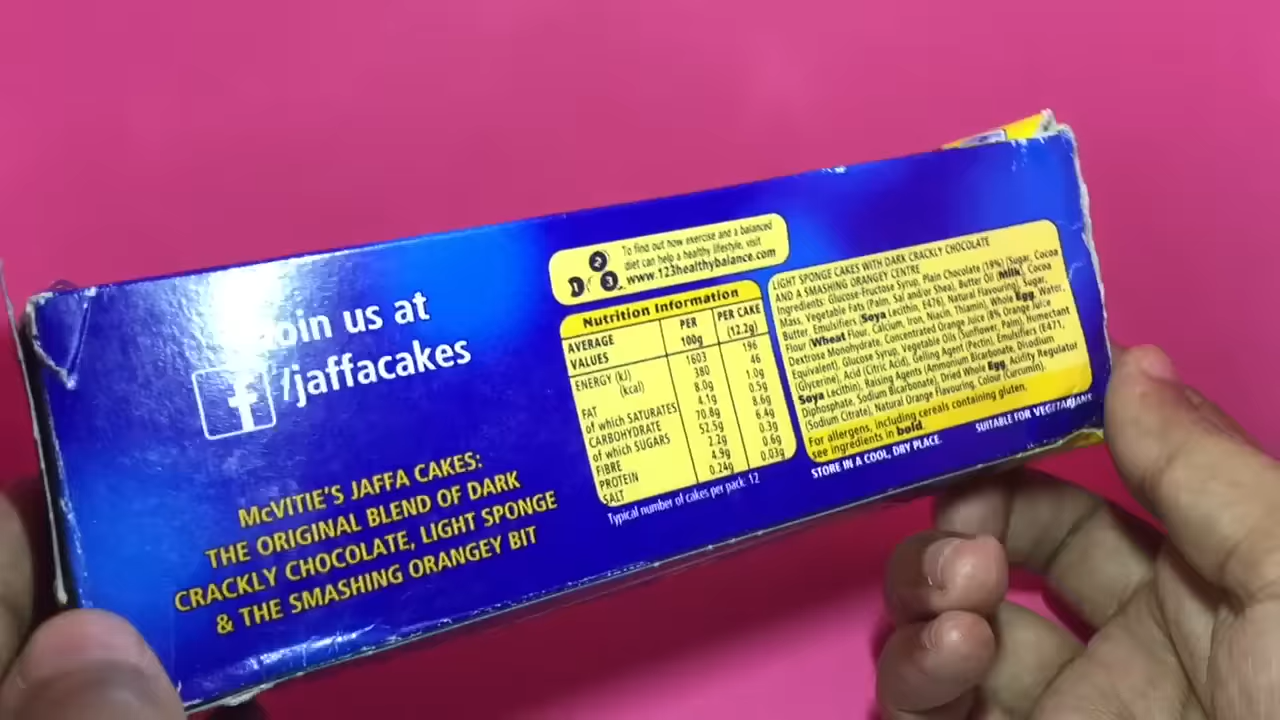 Join us at
f/jaffacakes
McVITIE'S JAFFA CAKES:
THE ORIGINAL BLEND OF DARK
CRACKLY CHOCOLATE, LIGHT SPONGE
& THE SMASHING ORANGEY BIT
1 2 3
To find out how exercise and a balanced
diet can help a healthy lifestyle, visit
www.123healthybalance.com
Nutrition Information
AVERAGE VALUES PER 100g PER CAKE (12.2g)
ENERGY (kJ) 1603 196
(kcal) 380 46
FAT 8.0g 1.0g
of which SATURATES 4.1g 0.5g
CARBOHYDRATE 70.8g 8.6g
of which SUGARS 52.5g 6.4g
FIBRE 2.2g 0.3g
PROTEIN 4.9g 0.6g
SALT 0.24g 0.03g
Typical number of cakes per pack: 12
LIGHT SPONGE CAKES WITH DARK CRACKLY CHOCOLATE
AND A SMASHING ORANGEY CENTRE
Ingredients: Glucose-Fructose Syrup, Plain Chocolate (19%) (Sugar, Cocoa
Mass, Vegetable Fats (Palm, Sal and/or Shea), Butter Oil (Milk), Cocoa
Butter, Emulsifiers (Soya Lecithin, E476), Natural Flavouring), Sugar,
Flour (Wheat Flour, Calcium, Iron, Niacin, Thiamin), Whole Egg, Water,
Dextrose Monohydrate, Concentrated Orange Juice (8% Orange Juice
Equivalent), Glucose Syrup, Vegetable Oils (Sunflower, Palm), Humectant
(Glycerine), Acid (Citric Acid), Gelling Agent (Pectin), Emulsifiers (E471,
Soya Lecithin), Raising Agents (Ammonium Bicarbonate, Disodium
Diphosphate, Sodium Bicarbonate), Dried Whole Egg, Acidity Regulator
(Sodium Citrate), Natural Orange Flavouring, Colour (Curcumin).
For allergens, including cereals containing gluten,
see ingredients in bold.
STORE IN A COOL, DRY PLACE. SUITABLE FOR VEGETARIANS